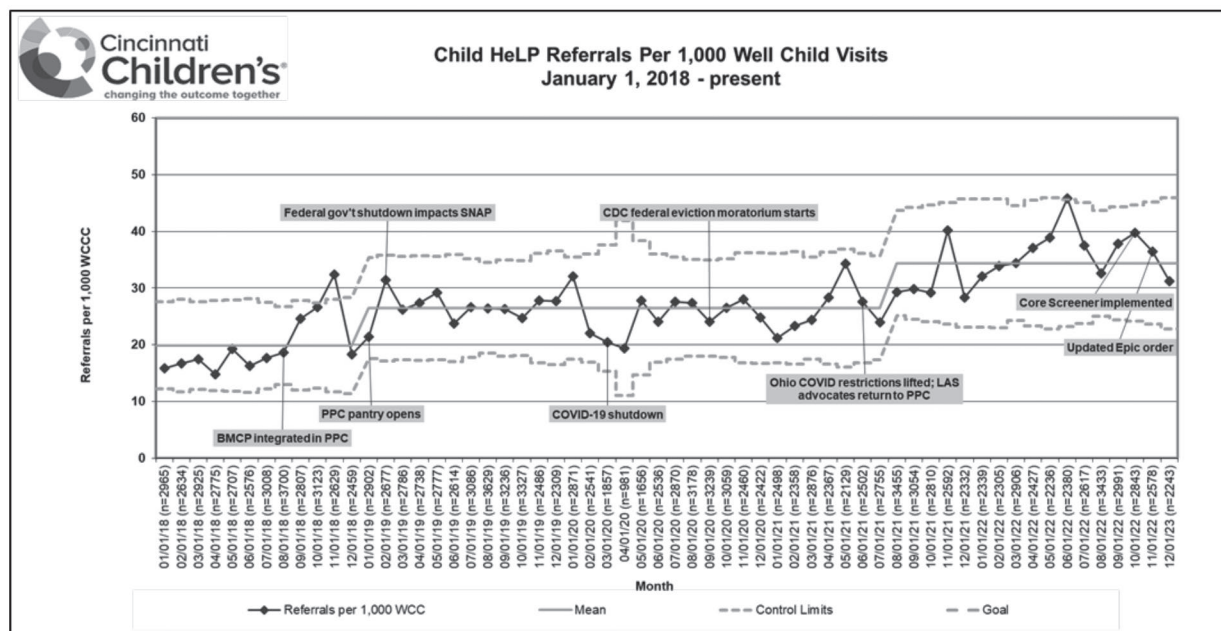 Cincinnati
Children's®
changing the outcome together
Child HeLP Referrals Per 1,000 Well Child Visits
January 1, 2018 - present
Referrals per 1,000 WCCC
60
50
40
30
20
10
0
Federal gov't shutdown impacts SNAP
CDC federal eviction moratorium starts
Core Screener implemented
Updated Epic order
Ohio COVID restrictions lifted; LAS
advocates return to PPC
PPC pantry opens
COVID-19 shutdown
BMCP integrated in PPC
01/01/18 (n=2965)
02/01/18 (n=2634)
03/01/18 (n=2925)
04/01/18 (n=2775)
05/01/18 (n=2707)
06/01/18 (n=2576)
07/01/18 (n=3008)
08/01/18 (n=3700)
09/01/18 (n=2807)
10/01/18 (n=3123)
11/01/18 (n=2629)
12/01/18 (n=2459)
01/01/19 (n=2902)
02/01/19 (n=2677)
03/01/19 (n=2786)
04/01/19 (n=2738)
05/01/19 (n=2777)
06/01/19 (n=2614)
07/01/19 (n=3086)
08/01/19 (n=3629)
09/01/19 (n=3236)
10/01/19 (n=3327)
11/01/19 (n=2486)
12/01/19 (n=2309)
01/01/20 (n=2871)
02/01/20 (n=2541)
03/01/20 (n=1857)
04/01/20 (n=981)
05/01/20 (n=1656)
06/01/20 (n=2536)
07/01/20 (n=2870)
08/01/20 (n=3178)
09/01/20 (n=3239)
10/01/20 (n=3059)
11/01/20 (n=2460)
12/01/20 (n=2422)
01/01/21 (n=2498)
02/01/21 (n=2358)
03/01/21 (n=2876)
04/01/21 (n=2367)
05/01/21 (n=2129)
06/01/21 (n=2502)
07/01/21 (n=2755)
08/01/21 (n=3455)
09/01/21 (n=3054)
10/01/21 (n=2810)
11/01/21 (n=2592)
12/01/21 (n=2332)
01/01/22 (n=2339)
02/01/22 (n=2305)
03/01/22 (n=2906)
04/01/22 (n=2427)
05/01/22 (n=2236)
06/01/22 (n=2380)
07/01/22 (n=2617)
08/01/22 (n=3433)
09/01/22 (n=2991)
10/01/22 (n=2843)
11/01/22 (n=2578)
12/01/23 (n=2243)
Month
Referrals per 1,000 WCC
Mean
Control Limits
Goal